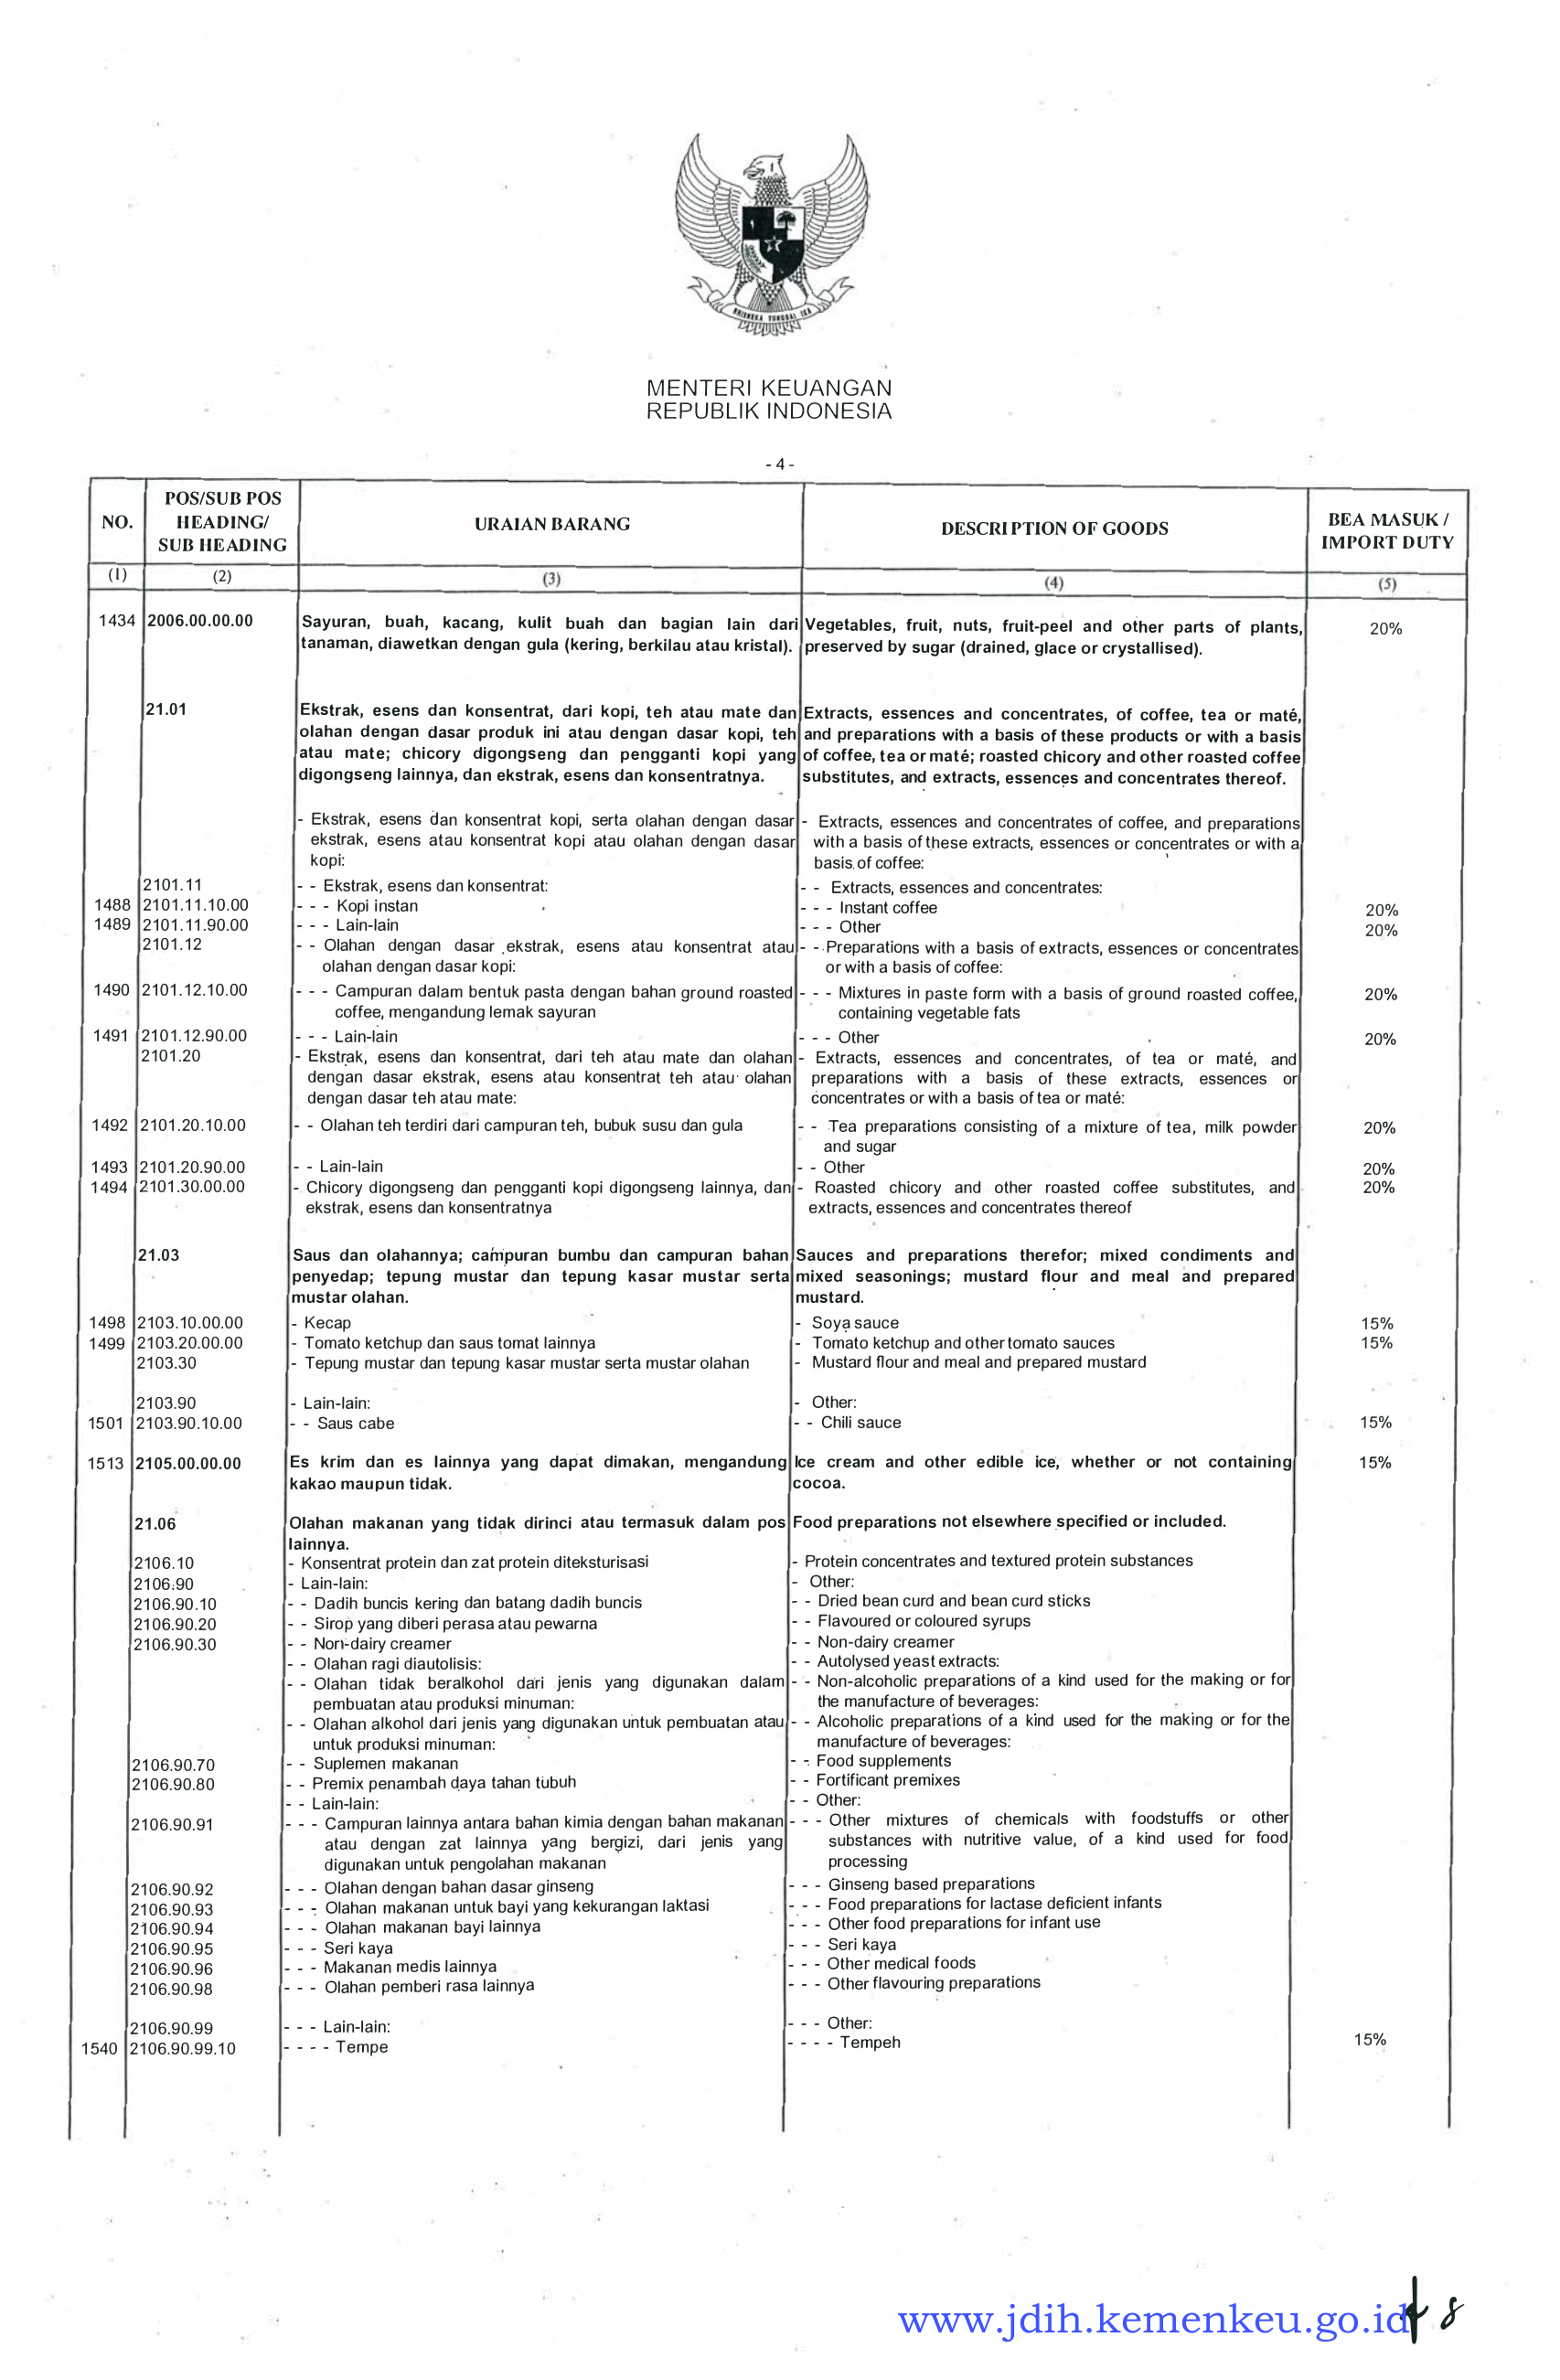 BHINNEKA TUNGGAL IKA
MENTERI KEUANGAN
REPUBLIK INDONESIA
- 4 -
NO.
POS/SUB POS
HEADING/
SUB HEADING
URAIAN BARANG
DESCRIPTION OF GOODS
BEA MASUK /
IMPORT DUTY
(1) (2) (3) (4) (5)
1434 2006.00.00.00 Sayuran, buah, kacang, kulit buah dan bagian lain dari Vegetables, fruit, nuts, fruit-peel and other parts of plants, 20%
tanaman, diawetkan dengan gula (kering, berkilau atau kristal). preserved by sugar (drained, glace or crystallised).
21.01 Ekstrak, esens dan konsentrat, dari kopi, teh atau mate dan Extracts, essences and concentrates, of coffee, tea or maté,
olahan dengan dasar produk ini atau dengan dasar kopi, teh and preparations with a basis of these products or with a basis
atau mate; chicory digongseng dan pengganti kopi yang of coffee, tea or maté; roasted chicory and other roasted coffee
digongseng lainnya, dan ekstrak, esens dan konsentratnya. substitutes, and extracts, essences and concentrates thereof.
- Ekstrak, esens dan konsentrat kopi, serta olahan dengan dasar - Extracts, essences and concentrates of coffee, and preparations
ekstrak, esens atau konsentrat kopi atau olahan dengan dasar with a basis of these extracts, essences or concentrates or with a
kopi: basis of coffee:
2101.11 - - Ekstrak, esens dan konsentrat: - - Extracts, essences and concentrates:
1488 2101.11.10.00 - - - Kopi instan - - - Instant coffee 20%
1489 2101.11.90.00 - - - Lain-lain - - - Other 20%
2101.12 - - Olahan dengan dasar ekstrak, esens atau konsentrat atau - - Preparations with a basis of extracts, essences or concentrates
olahan dengan dasar kopi: or with a basis of coffee:
1490 2101.12.10.00 - - - Campuran dalam bentuk pasta dengan bahan ground roasted - - - Mixtures in paste form with a basis of ground roasted coffee, 20%
coffee, mengandung lemak sayuran containing vegetable fats
1491 2101.12.90.00 - - - Lain-lain - - - Other 20%
2101.20 - Ekstrak, esens dan konsentrat, dari teh atau mate dan olahan - Extracts, essences and concentrates, of tea or maté, and
dengan dasar ekstrak, esens atau konsentrat teh atau olahan preparations with a basis of these extracts, essences or
dengan dasar teh atau mate: concentrates or with a basis of tea or maté:
1492 2101.20.10.00 - - Olahan teh terdiri dari campuran teh, bubuk susu dan gula - - Tea preparations consisting of a mixture of tea, milk powder 20%
and sugar
1493 2101.20.90.00 - - Lain-lain - - Other 20%
1494 2101.30.00.00 - Chicory digongseng dan pengganti kopi digongseng lainnya, dan - Roasted chicory and other roasted coffee substitutes, and 20%
ekstrak, esens dan konsentratnya extracts, essences and concentrates thereof
21.03 Saus dan olahannya; campuran bumbu dan campuran bahan Sauces and preparations therefor; mixed condiments and
penyedap; tepung mustar dan tepung kasar mustar serta mixed seasonings; mustard flour and meal and prepared
mustar olahan. mustard.
1498 2103.10.00.00 - Kecap - Soya sauce 15%
1499 2103.20.00.00 - Tomato ketchup dan saus tomat lainnya - Tomato ketchup and other tomato sauces 15%
2103.30 - Tepung mustar dan tepung kasar mustar serta mustar olahan - Mustard flour and meal and prepared mustard
2103.90 - Lain-lain: - Other:
1501 2103.90.10.00 - - Saus cabe - - Chili sauce 15%
1513 2105.00.00.00 Es krim dan es lainnya yang dapat dimakan, mengandung Ice cream and other edible ice, whether or not containing 15%
kakao maupun tidak. cocoa.
21.06 Olahan makanan yang tidak dirinci atau termasuk dalam pos Food preparations not elsewhere specified or included.
lainnya.
2106.10 - Konsentrat protein dan zat protein diteksturisasi - Protein concentrates and textured protein substances
2106.90 - Lain-lain: - Other:
2106.90.10 - - Dadih buncis kering dan batang dadih buncis - - Dried bean curd and bean curd sticks
2106.90.20 - - Sirop yang diberi perasa atau pewarna - - Flavoured or coloured syrups
2106.90.30 - - Non-dairy creamer - - Non-dairy creamer
- - Olahan ragi diautolisis: - - Autolysed yeast extracts:
- - Olahan tidak beralkohol dari jenis yang digunakan dalam - - Non-alcoholic preparations of a kind used for the making or for
pembuatan atau produksi minuman: the manufacture of beverages:
- - Olahan alkohol dari jenis yang digunakan untuk pembuatan atau - - Alcoholic preparations of a kind used for the making or for the
untuk produksi minuman: manufacture of beverages:
2106.90.70 - - Suplemen makanan - - Food supplements
2106.90.80 - - Premix penambah daya tahan tubuh - - Fortificant premixes
- - Lain-lain: - - Other:
2106.90.91 - - - Campuran lainnya antara bahan kimia dengan bahan makanan - - - Other mixtures of chemicals with foodstuffs or other
atau dengan zat lainnya yang bergizi, dari jenis yang substances with nutritive value, of a kind used for food
digunakan untuk pengolahan makanan processing
2106.90.92 - - - Olahan dengan bahan dasar ginseng - - - Ginseng based preparations
2106.90.93 - - - Olahan makanan untuk bayi yang kekurangan laktasi - - - Food preparations for lactase deficient infants
2106.90.94 - - - Olahan makanan bayi lainnya - - - Other food preparations for infant use
2106.90.95 - - - Seri kaya - - - Seri kaya
2106.90.96 - - - Makanan medis lainnya - - - Other medical foods
2106.90.98 - - - Olahan pemberi rasa lainnya - - - Other flavouring preparations
2106.90.99 - - - Lain-lain: - - - Other:
1540 2106.90.99.10 - - - - Tempe - - - - Tempeh 15%
www.jdih.kemenkeu.go.id